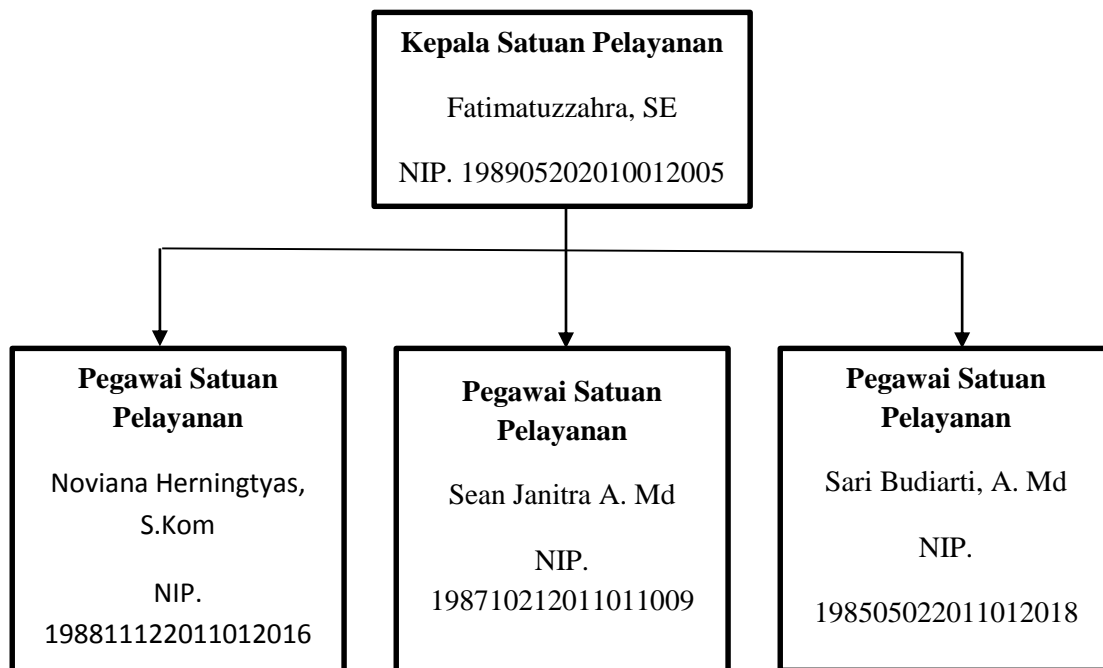 Kepala Satuan Pelayanan
Fatimatuzzahra, SE
NIP. 198905202010012005
Pegawai Satuan
Pelayanan
Noviana Herningtyas,
S.Kom
NIP.
198811122011012016
Pegawai Satuan
Pelayanan
Sean Janitra A. Md
NIP.
198710212011011009
Pegawai Satuan
Pelayanan
Sari Budiarti, A. Md
NIP.
198505022011012018